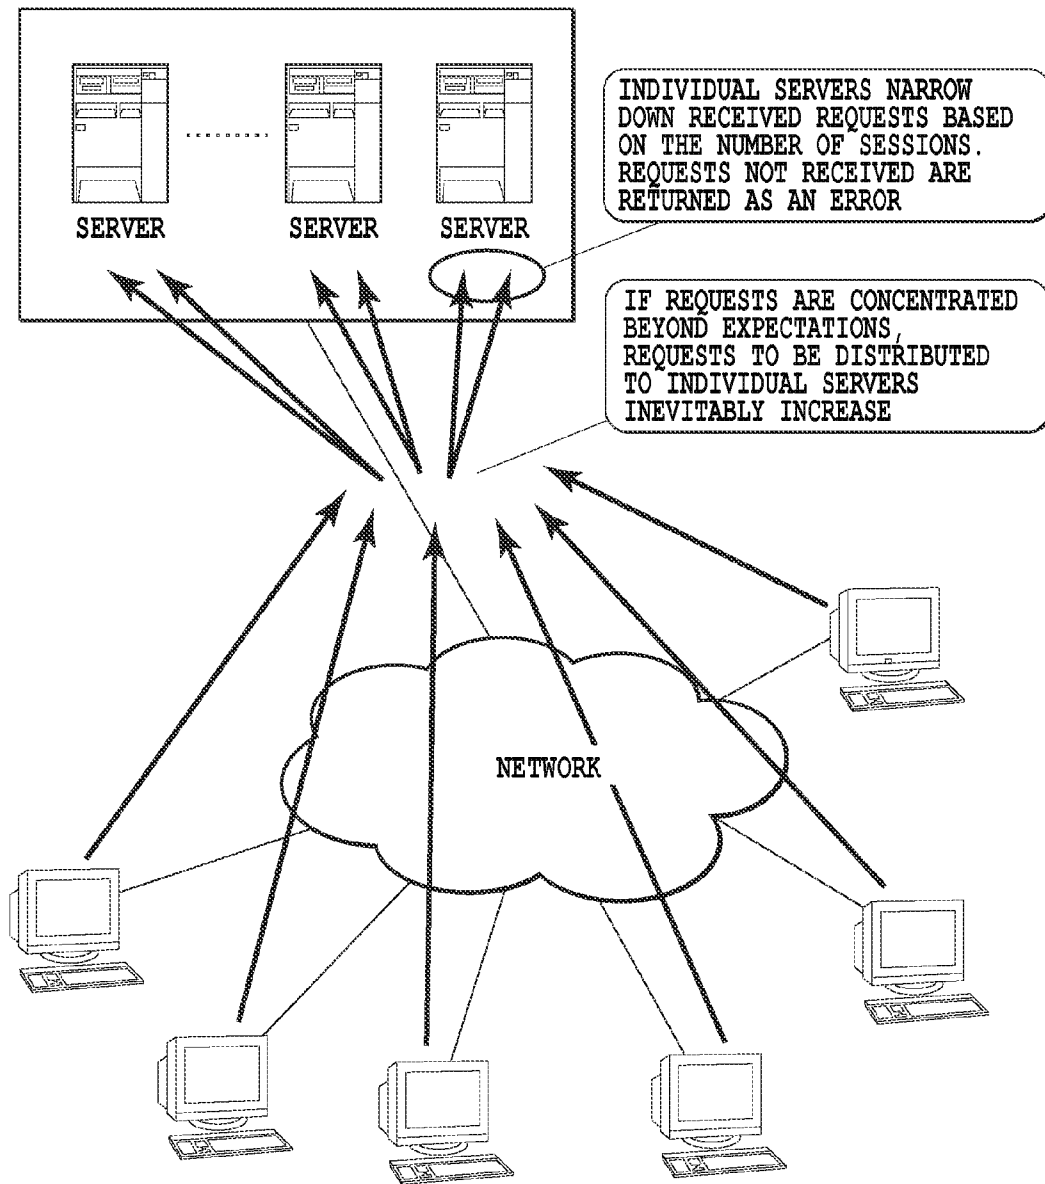 SERVER
SERVER
SERVER
INDIVIDUAL SERVERS NARROW
DOWN RECEIVED REQUESTS BASED
ON THE NUMBER OF SESSIONS.
REQUESTS NOT RECEIVED ARE
RETURNED AS AN ERROR
IF REQUESTS ARE CONCENTRATED
BEYOND EXPECTATIONS,
REQUESTS TO BE DISTRIBUTED
TO INDIVIDUAL SERVERS
INEVITABLY INCREASE
NETWORK